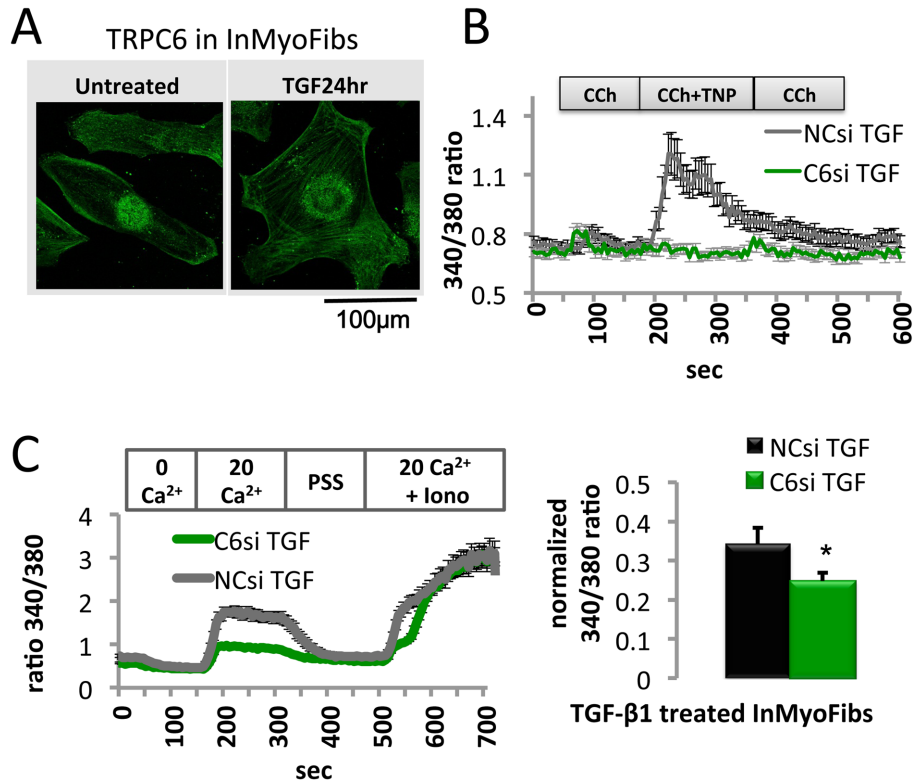 A
TRPC6 in InMyoFibs
Untreated
TGF24hr
100μm
B
CCh
CCh+TNP
CCh
NCsi TGF
C6si TGF
340/380 ratio
1.4
1.1
0.8
0.5
0
100
200
300
400
500
600
sec
C
0 Ca²⁺
20 Ca²⁺
PSS
20 Ca²⁺ + Iono
C6si TGF
NCsi TGF
ratio 340/380
4
3
2
1
0
0
100
200
300
400
500
600
700
sec
NCsi TGF
C6si TGF
normalized
340/380 ratio
0.5
0.4
0.3
0.2
0.1
0
*
TGF-β1 treated InMyoFibs